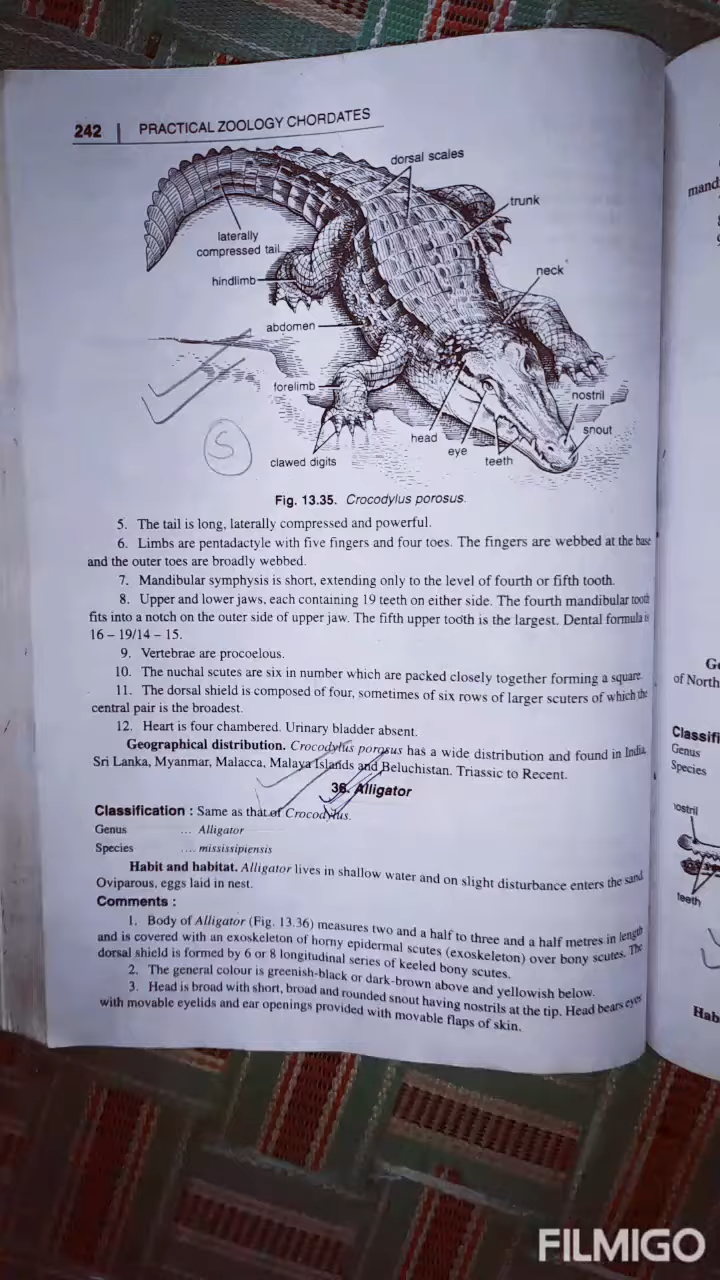 242 | PRACTICAL ZOOLOGY CHORDATES
dorsal scales
trunk
laterally
compressed tail
hindlimb
neck
abdomen
forelimb
nostril
snout
head
eye
teeth
clawed digits
S
Fig. 13.35. Crocodylus porosus.
5. The tail is long, laterally compressed and powerful.
6. Limbs are pentadactyle with five fingers and four toes. The fingers are webbed at the base
and the outer toes are broadly webbed.
7. Mandibular symphysis is short, extending only to the level of fourth or fifth tooth.
8. Upper and lower jaws, each containing 19 teeth on either side. The fourth mandibular tooth
fits into a notch on the outer side of upper jaw. The fifth upper tooth is the largest. Dental formula is
16 – 19/14 – 15.
9. Vertebrae are procoelous.
10. The nuchal scutes are six in number which are packed closely together forming a square.
11. The dorsal shield is composed of four, sometimes of six rows of larger scuters of which the
central pair is the broadest.
12. Heart is four chambered. Urinary bladder absent.
Geographical distribution. Crocodylus porosus has a wide distribution and found in India,
Sri Lanka, Myanmar, Malacca, Malaya Islands and Beluchistan. Triassic to Recent.
36. Alligator
Classification : Same as that of Crocodylus.
Genus ... Alligator
Species .... mississipiensis
Habit and habitat. Alligator lives in shallow water and on slight disturbance enters the sand.
Oviparous, eggs laid in nest.
Comments :
1. Body of Alligator (Fig. 13.36) measures two and a half to three and a half metres in length
and is covered with an exoskeleton of horny epidermal scutes (exoskeleton) over bony scutes. The
dorsal shield is formed by 6 or 8 longitudinal series of keeled bony scutes.
2. The general colour is greenish-black or dark-brown above and yellowish below.
3. Head is broad with short, broad and rounded snout having nostrils at the tip. Head bears eyes
with movable eyelids and ear openings provided with movable flaps of skin.
mand
of North
Classifi
Genus
Species
nostril
teeth
Hab
FILMIGO